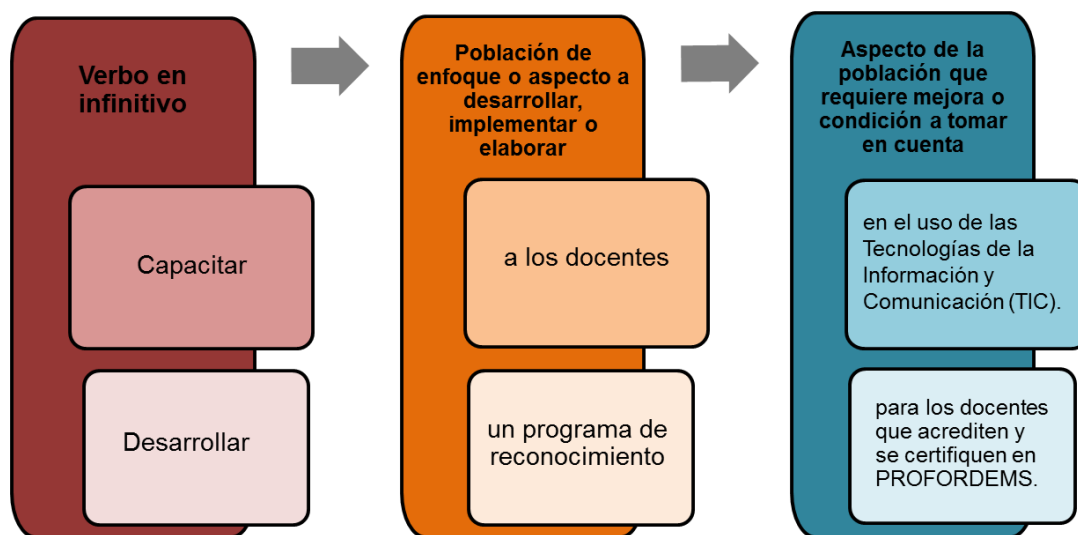 Verbo en
infinitivo
Capacitar
Desarrollar
Población de
enfoque o aspecto a
desarrollar,
implementar o
elaborar
a los docentes
un programa de
reconocimiento
Aspecto de la
población que
requiere mejora o
condición a tomar
en cuenta
en el uso de las
Tecnologías de la
Información y
Comunicación (TIC).
para los docentes
que acrediten y
se certifiquen en
PROFORDEMS.